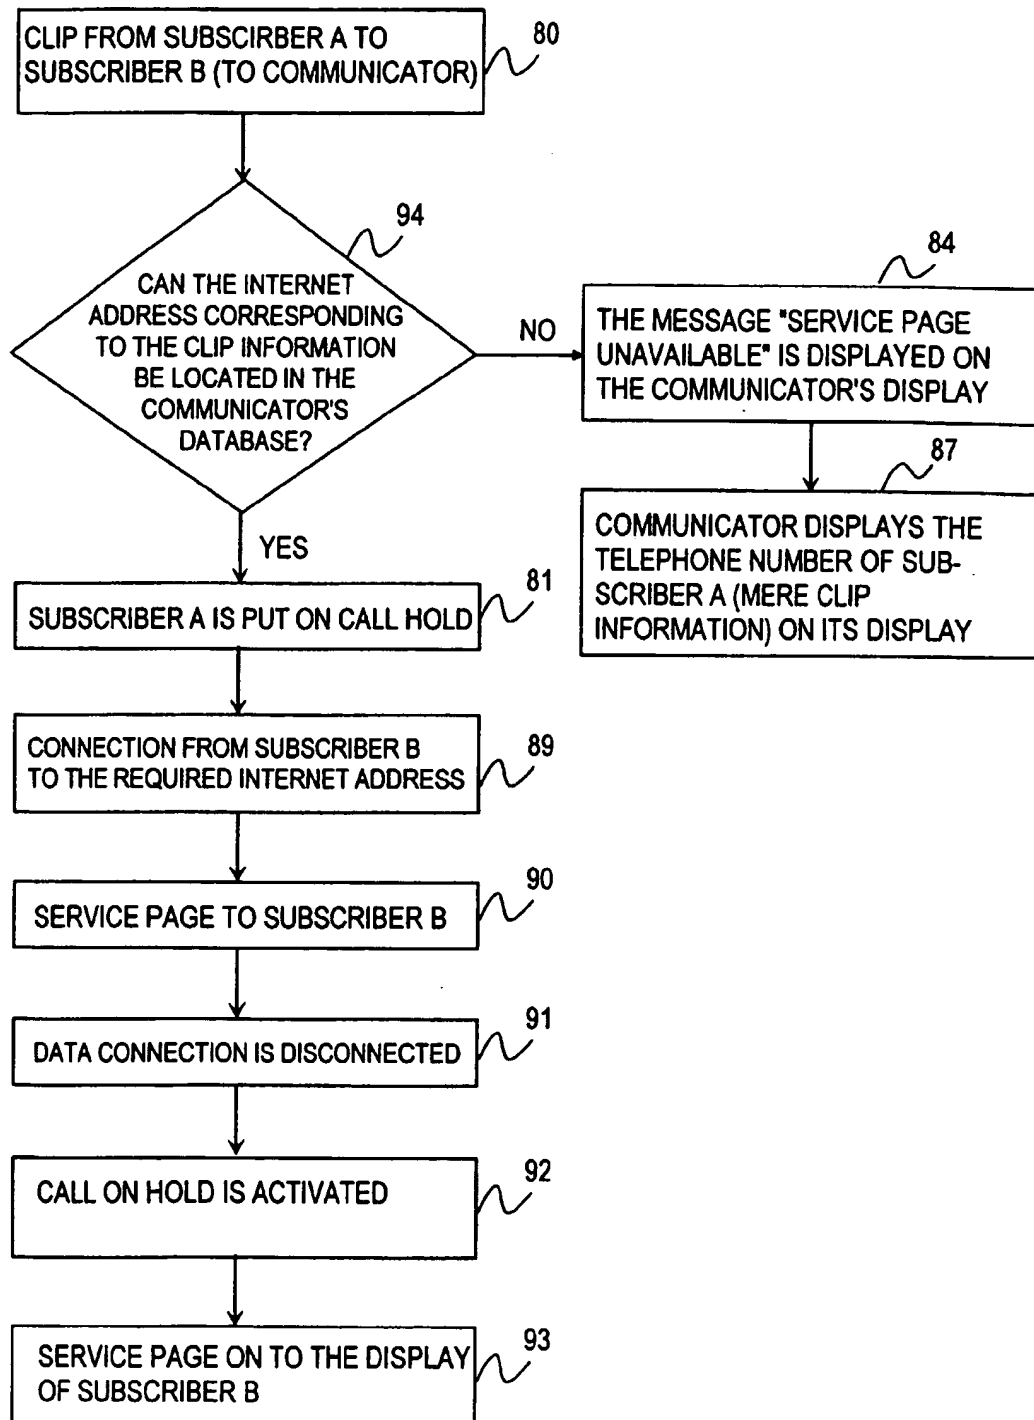 CLIP FROM SUBSCIRBER A TO
SUBSCRIBER B (TO COMMUNICATOR)
80
94
CAN THE INTERNET
ADDRESS CORRESPONDING
TO THE CLIP INFORMATION
BE LOCATED IN THE
COMMUNICATOR'S
DATABASE?
NO
84
THE MESSAGE "SERVICE PAGE
UNAVAILABLE" IS DISPLAYED ON
THE COMMUNICATOR'S DISPLAY
87
COMMUNICATOR DISPLAYS THE
TELEPHONE NUMBER OF SUB-
SCRIBER A (MERE CLIP
INFORMATION) ON ITS DISPLAY
YES
81
SUBSCRIBER A IS PUT ON CALL HOLD
CONNECTION FROM SUBSCRIBER B
TO THE REQUIRED INTERNET ADDRESS
89
90
SERVICE PAGE TO SUBSCRIBER B
91
DATA CONNECTION IS DISCONNECTED
92
CALL ON HOLD IS ACTIVATED
93
SERVICE PAGE ON TO THE DISPLAY
OF SUBSCRIBER B